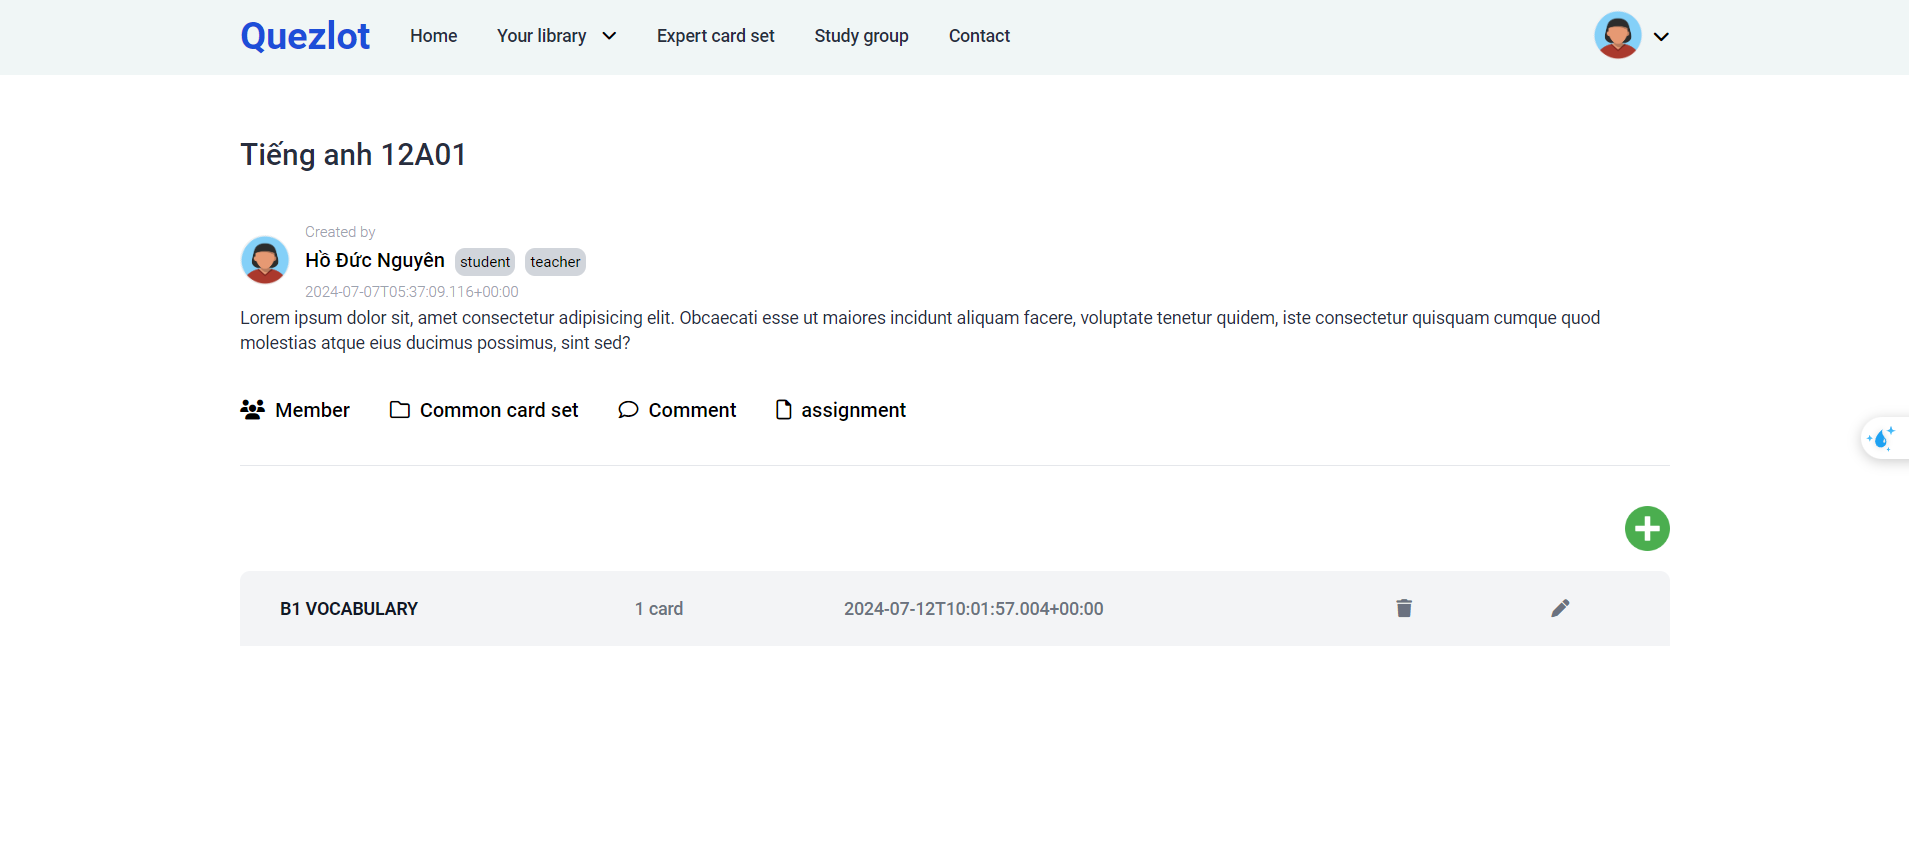 Quezlot Home Your library Expert card set Study group Contact
Tiếng anh 12A01
Created by
Hồ Đức Nguyên student teacher
2024-07-07T05:37:09.116+00:00
Lorem ipsum dolor sit, amet consectetur adipisicing elit. Obcaecati esse ut maiores incidunt aliquam facere, voluptate tenetur quidem, iste consectetur quisquam cumque quod
molestias atque eius ducimus possimus, sint sed?
Member Common card set Comment assignment
B1 VOCABULARY 1 card 2024-07-12T10:01:57.004+00:00